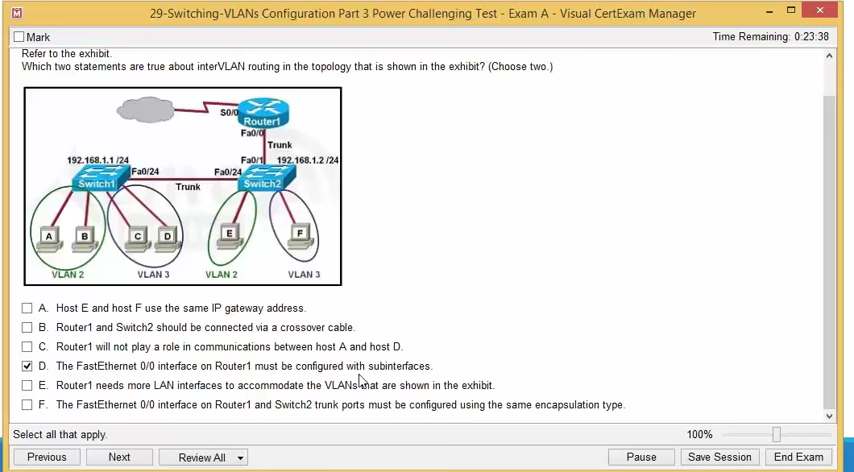 29-Switching-VLANs Configuration Part 3 Power Challenging Test - Exam A - Visual CertExam Manager
Mark
Time Remaining: 0:23:38
Refer to the exhibit.
Which two statements are true about interVLAN routing in the topology that is shown in the exhibit? (Choose two.)
S0/0
Router1
Fa0/0
Trunk
192.168.1.1 /24
Fa0/1
192.168.1.2 /24
Fa0/24
Fa0/24
Switch1
Trunk
Switch2
A
B
C
D
E
F
VLAN 2
VLAN 3
VLAN 2
VLAN 3
A. Host E and host F use the same IP gateway address.
B. Router1 and Switch2 should be connected via a crossover cable.
C. Router1 will not play a role in communications between host A and host D.
D. The FastEthernet 0/0 interface on Router1 must be configured with subinterfaces.
E. Router1 needs more LAN interfaces to accommodate the VLANs that are shown in the exhibit.
F. The FastEthernet 0/0 interface on Router1 and Switch2 trunk ports must be configured using the same encapsulation type.
Select all that apply.
100%
Previous
Next
Review All
Pause
Save Session
End Exam